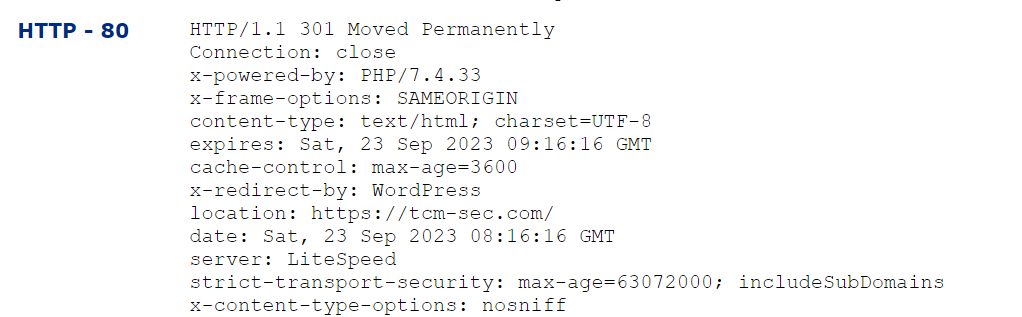 HTTP - 80
HTTP/1.1 301 Moved Permanently
Connection: close
x-powered-by: PHP/7.4.33
x-frame-options: SAMEORIGIN
content-type: text/html; charset=UTF-8
expires: Sat, 23 Sep 2023 09:16:16 GMT
cache-control: max-age=3600
x-redirect-by: WordPress
location: https://tcm-sec.com/
date: Sat, 23 Sep 2023 08:16:16 GMT
server: LiteSpeed
strict-transport-security: max-age=63072000; includeSubDomains
x-content-type-options: nosniff